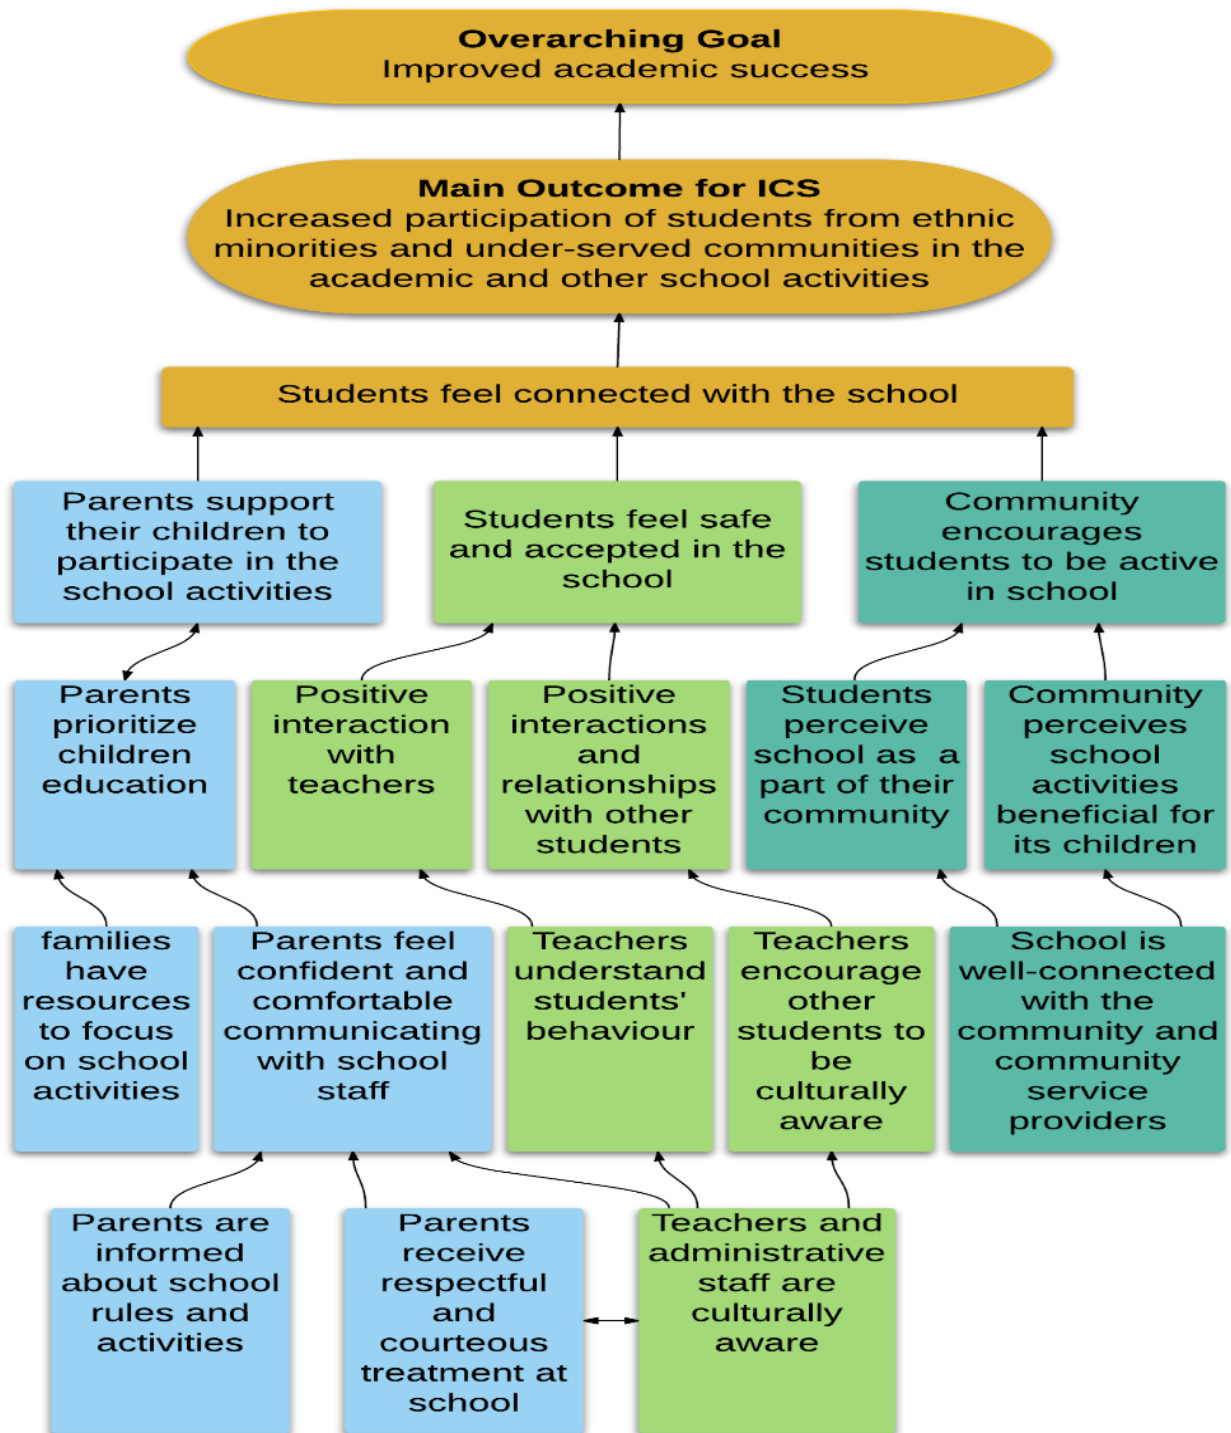 Overarching Goal
Improved academic success
Main Outcome for ICS
Increased participation of students from ethnic
minorities and under-served communities in the
academic and other school activities
Students feel connected with the school
Parents support
their children to
participate in the
school activities
Students feel safe
and accepted in the
school
Community
encourages
students to be active
in school
Parents
prioritize
children
education
Positive
interaction
with
teachers
Positive
interactions
and
relationships
with other
students
Students
perceive
school as a
part of their
community
Community
perceives
school
activities
beneficial for
its children
families
have
resources
to focus
on school
activities
Parents feel
confident and
comfortable
communicating
with school
staff
Teachers
understand
students'
behaviour
Teachers
encourage
other
students to
be
culturally
aware
School is
well-connected
with the
community and
community
service
providers
Parents are
informed
about school
rules and
activities
Parents
receive
respectful
and
courteous
treatment at
school
Teachers and
administrative
staff are
culturally
aware